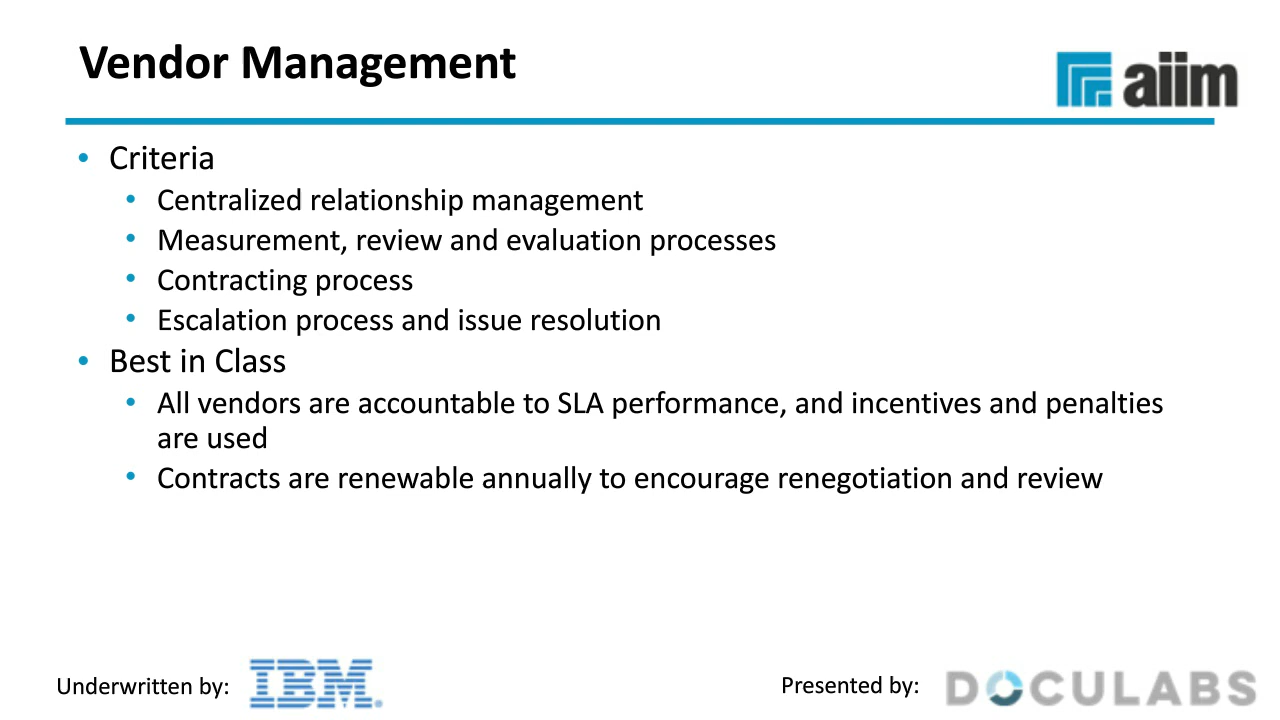 Vendor Management
aiim
• Criteria
• Centralized relationship management
• Measurement, review and evaluation processes
• Contracting process
• Escalation process and issue resolution
• Best in Class
• All vendors are accountable to SLA performance, and incentives and penalties
are used
• Contracts are renewable annually to encourage renegotiation and review
Underwritten by: IBM®
Presented by: DOCULABS